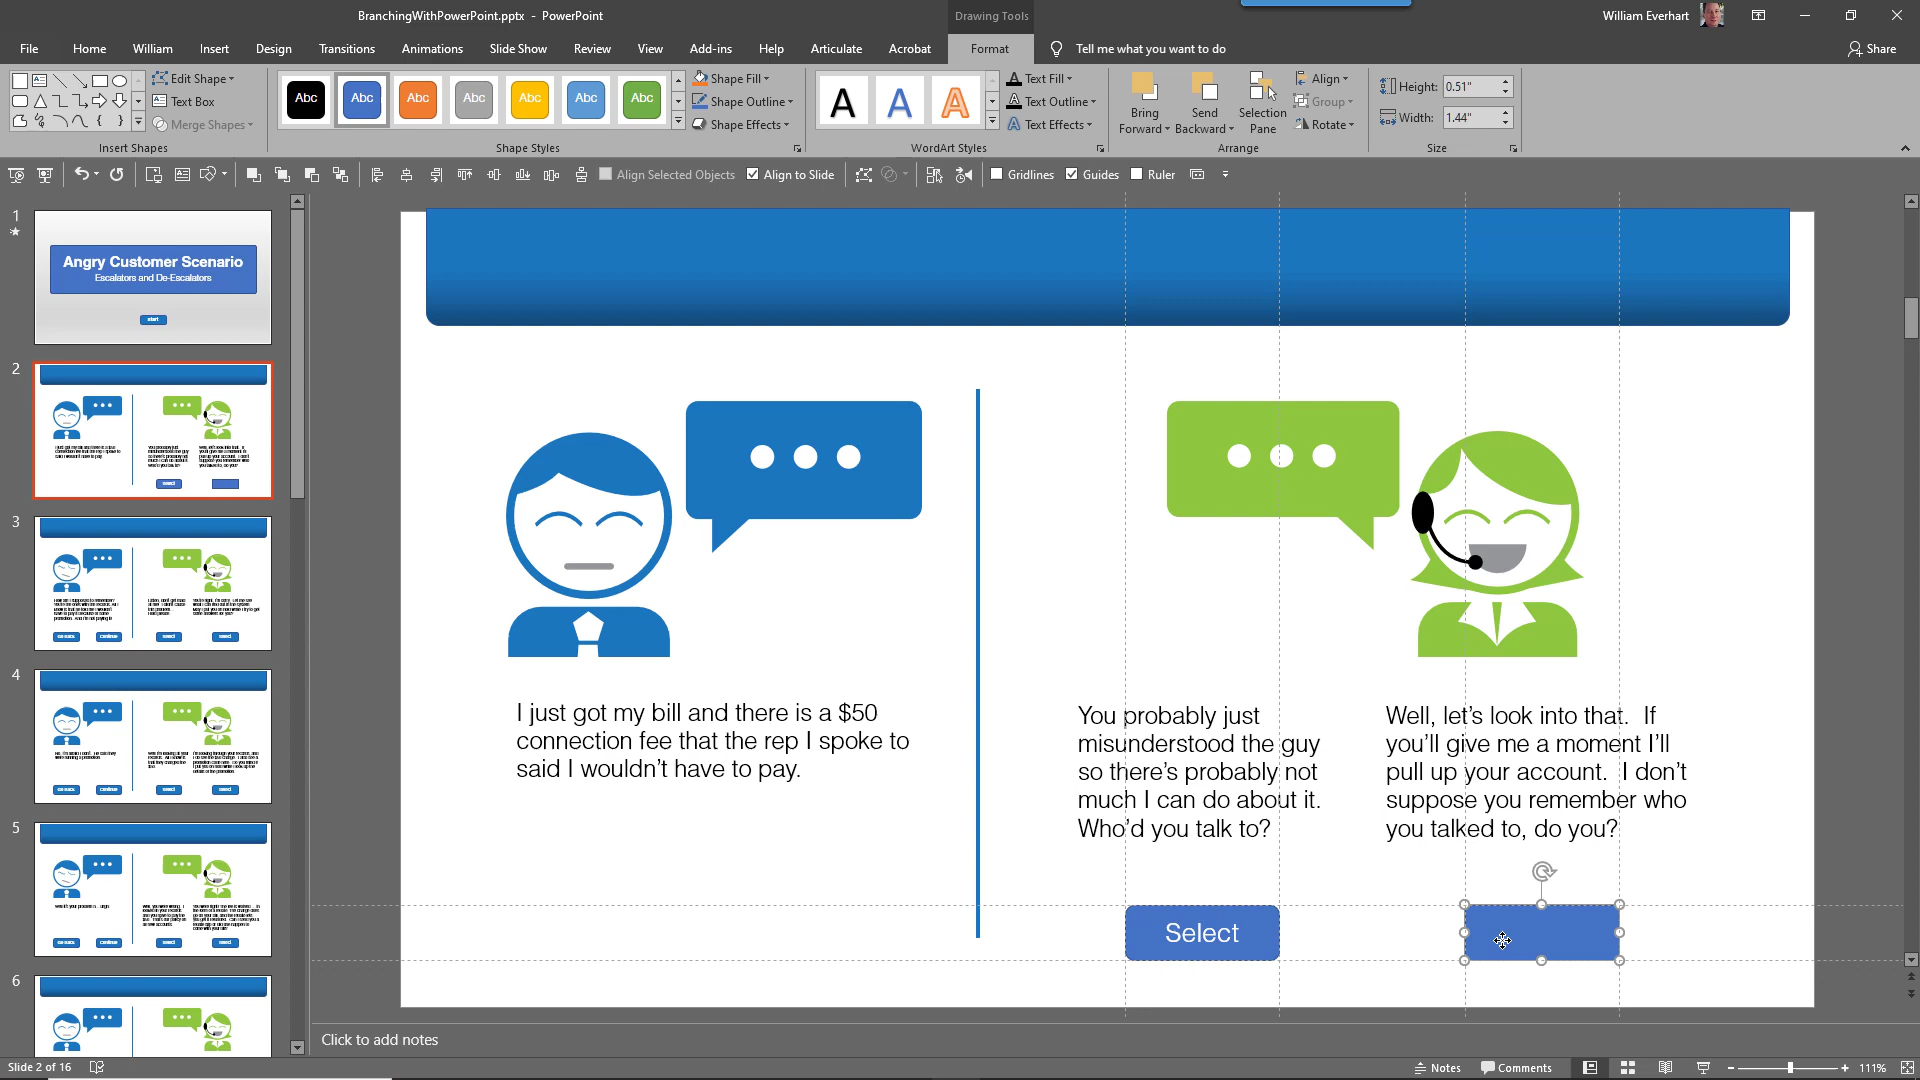 BranchingWithPowerPoint.pptx - PowerPoint
Drawing Tools
William Everhart
File Home William Insert Design Transitions Animations Slide Show Review View Add-ins Help Articulate Acrobat Format Tell me what you want to do Share
Edit Shape
Text Box
Merge Shapes
Insert Shapes
Abc Abc Abc Abc Abc Abc Abc
Shape Fill
Shape Outline
Shape Effects
Shape Styles
A A A
Text Fill
Text Outline
Text Effects
WordArt Styles
Bring Forward
Send Backward
Selection Pane
Align
Group
Rotate
Arrange
Height: 0.51"
Width: 1.44"
Size
Align Selected Objects Align to Slide Gridlines Guides Ruler
1
Angry Customer Scenario
Escalators and De-Escalators
start
2
3
4
5
6
I just got my bill and there is a $50
connection fee that the rep I spoke to
said I wouldn't have to pay.
You probably just
misunderstood the guy
so there's probably not
much I can do about it.
Who'd you talk to?
Well, let's look into that.  If
you'll give me a moment I'll
pull up your account.  I don't
suppose you remember who
you talked to, do you?
Select
Click to add notes
Slide 2 of 16
Notes Comments 111%